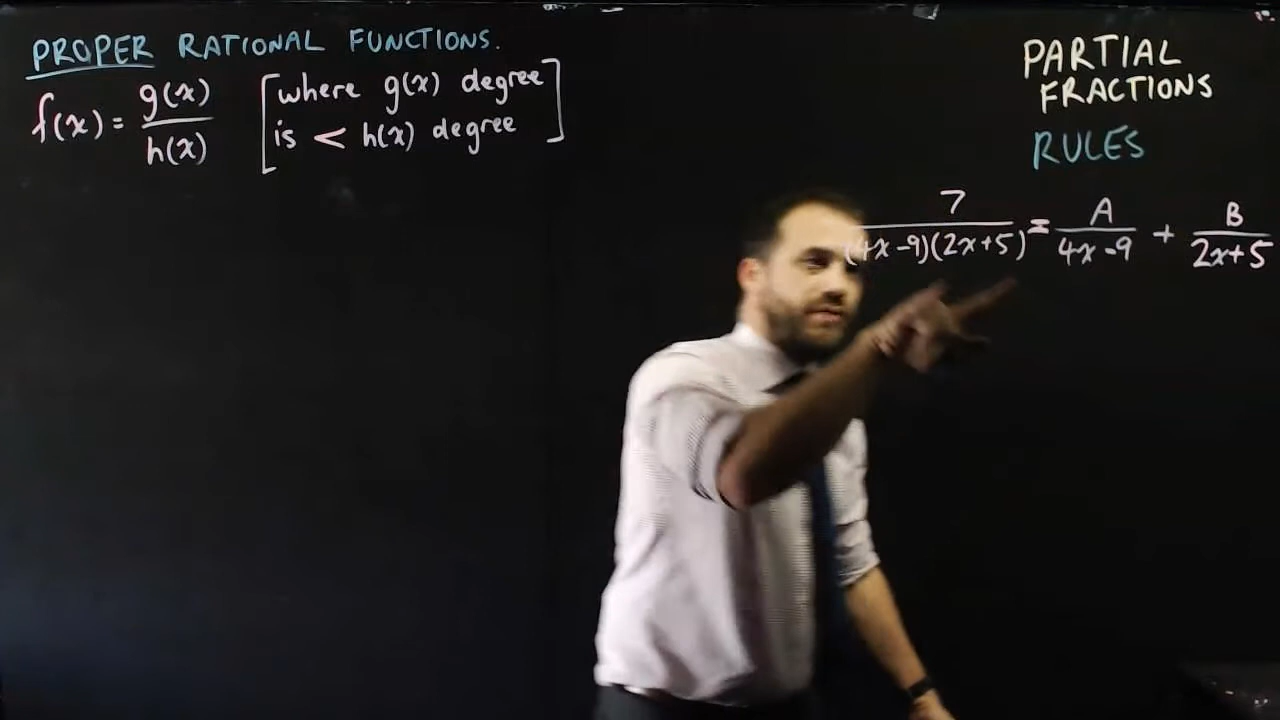 PROPER RATIONAL FUNCTIONS.
f(x) = g(x)/h(x) [where g(x) degree
is < h(x) degree]
PARTIAL
FRACTIONS
RULES
7/(4x-9)(2x+5) = A/4x-9 + B/2x+5